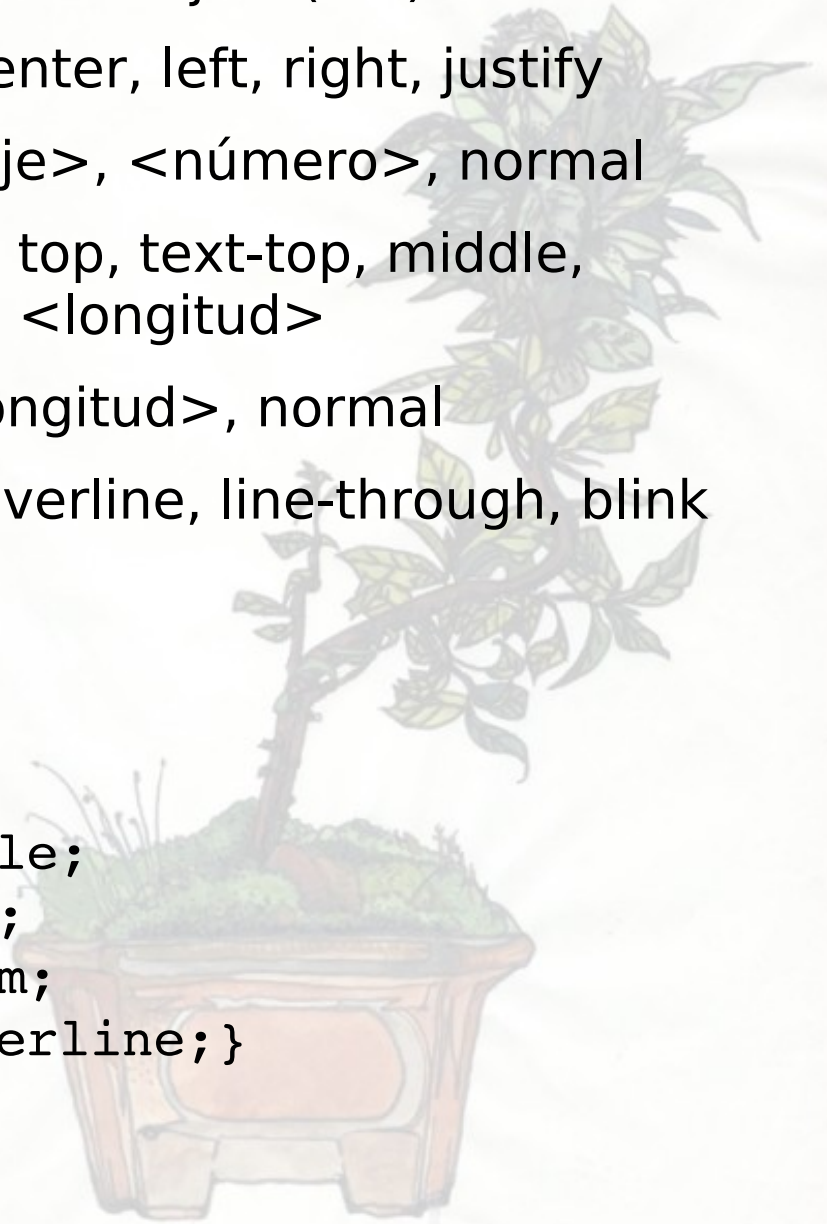 enter, left, right, justify
je>, <número>, normal
top, text-top, middle,
<longitud>
ongitud>, normal
verline, line-through, blink
le;
;
m;
erline;}